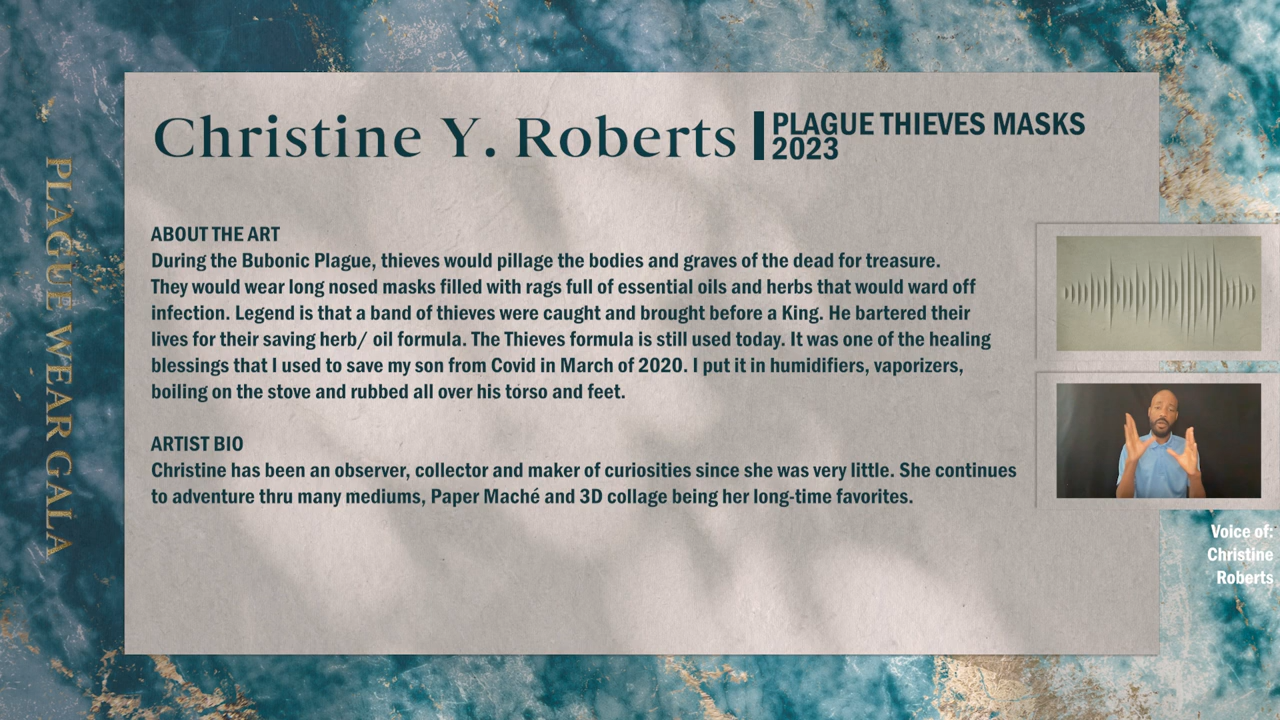 PLAGUE WEAR GALA
Christine Y. Roberts
PLAGUE THIEVES MASKS
2023
ABOUT THE ART
During the Bubonic Plague, thieves would pillage the bodies and graves of the dead for treasure.
They would wear long nosed masks filled with rags full of essential oils and herbs that would ward off
infection. Legend is that a band of thieves were caught and brought before a King. He bartered their
lives for their saving herb/ oil formula. The Thieves formula is still used today. It was one of the healing
blessings that I used to save my son from Covid in March of 2020. I put it in humidifiers, vaporizers,
boiling on the stove and rubbed all over his torso and feet.
ARTIST BIO
Christine has been an observer, collector and maker of curiosities since she was very little. She continues
to adventure thru many mediums, Paper Maché and 3D collage being her long-time favorites.
Voice of:
Christine
Roberts